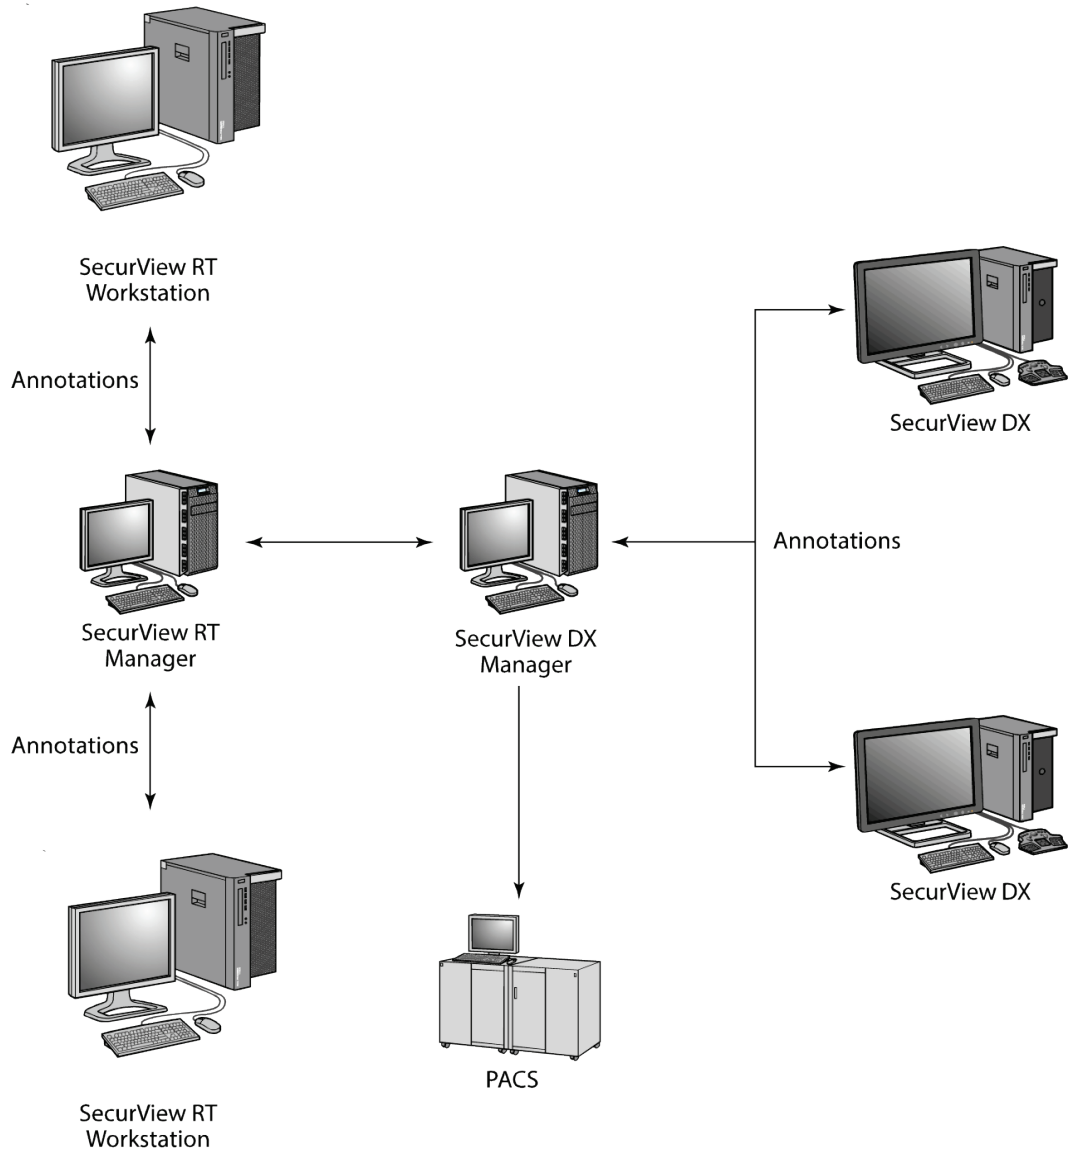 SecurView RT
Workstation
Annotations
SecurView DX
Annotations
SecurView RT
Manager
SecurView DX
Manager
Annotations
SecurView DX
PACS
SecurView RT
Workstation